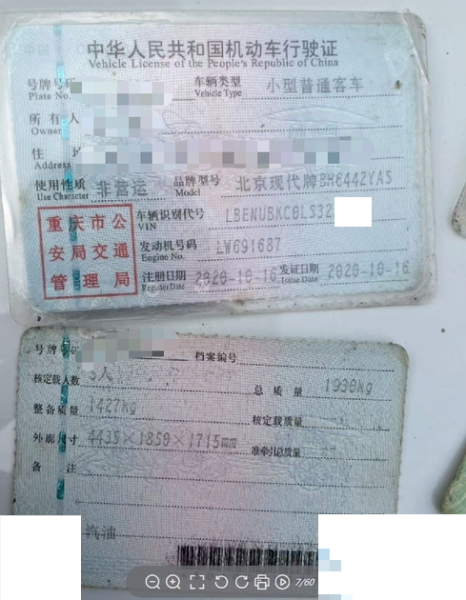 中华人民共和国机动车行驶证
Vehicle License of the People's Republic of China
号牌号码
Plate No.
车辆类型 小型普通客车
Vehicle Type
所有人
Owner
住
Address
使用性质 非营运 品牌型号 北京现代牌BH6442YAS
Use Character Model
重庆市公
安局交通
管理局
车辆识别代号 LBENUBKC8LS32
VIN
发动机号码 LW691687
Engine No.
注册日期 2020-10-16 发证日期 2020-10-16
Register Date Issue Date
号牌 档案编号
核定载人数 5人 总质量 1938kg
整备质量 1427kg 核定载质量
外廓尺寸 4435×1850×1715 准牵引总质量
备注
汽油
7/60